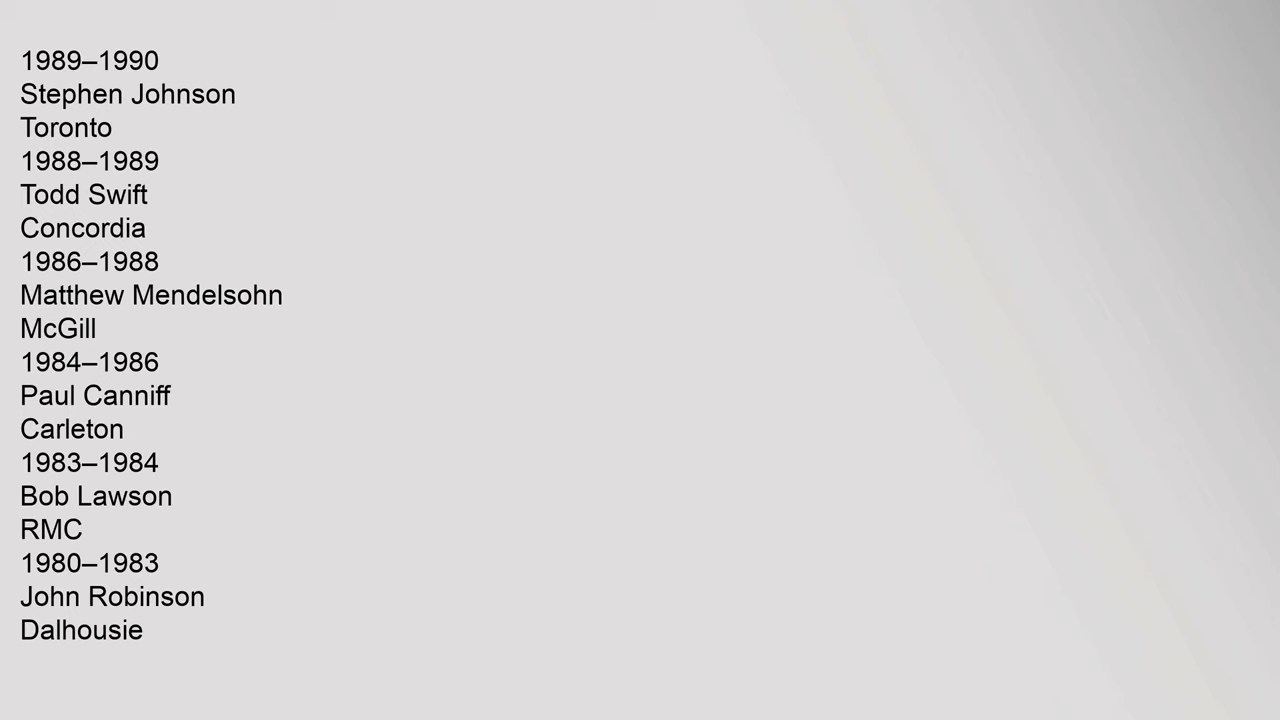 1989–1990
Stephen Johnson
Toronto
1988–1989
Todd Swift
Concordia
1986–1988
Matthew Mendelsohn
McGill
1984–1986
Paul Canniff
Carleton
1983–1984
Bob Lawson
RMC
1980–1983
John Robinson
Dalhousie